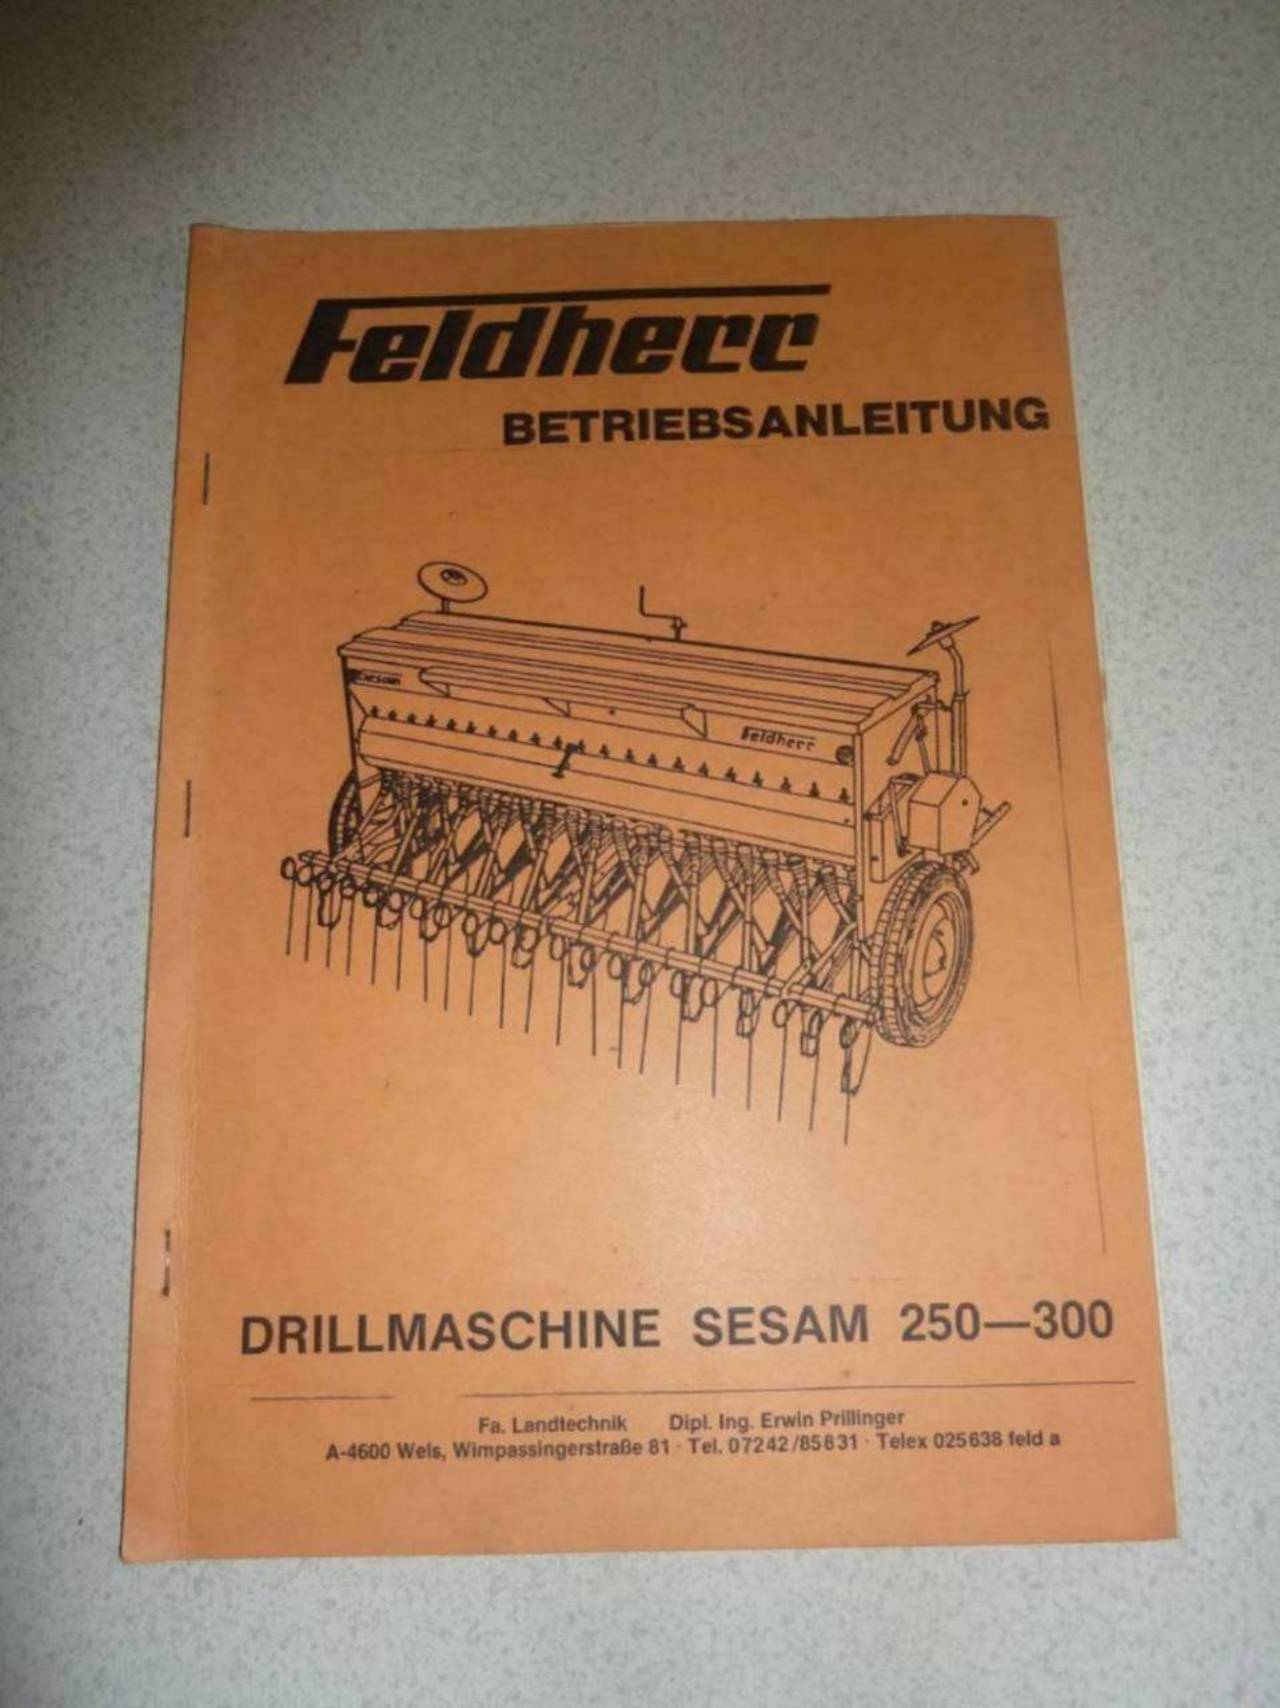 Feldherr
BETRIEBSANLEITUNG
Feldherr
DRILLMASCHINE SESAM 250—300
Fa. Landtechnik Dipl. Ing. Erwin Prillinger
A-4600 Wels, Wimpassingerstraße 81 · Tel. 07242/85831 · Telex 025638 feld a